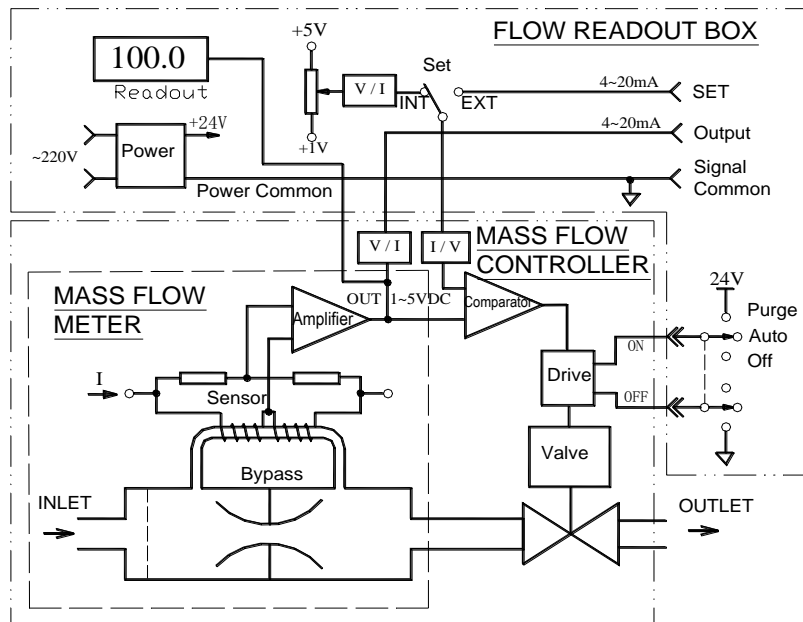 FLOW READOUT BOX
100.0
Readout
+5V
V / I
+1V
Set
INT
EXT
4~20mA
SET
4~20mA
Output
Signal
Common
~220V
Power
+24V
Power Common
MASS FLOW
CONTROLLER
V / I
I / V
MASS FLOW
METER
OUT
1~5VDC
Amplifier
Comparator
I
Sensor
Bypass
INLET
Drive
ON
OFF
Valve
OUTLET
24V
Purge
Auto
Off